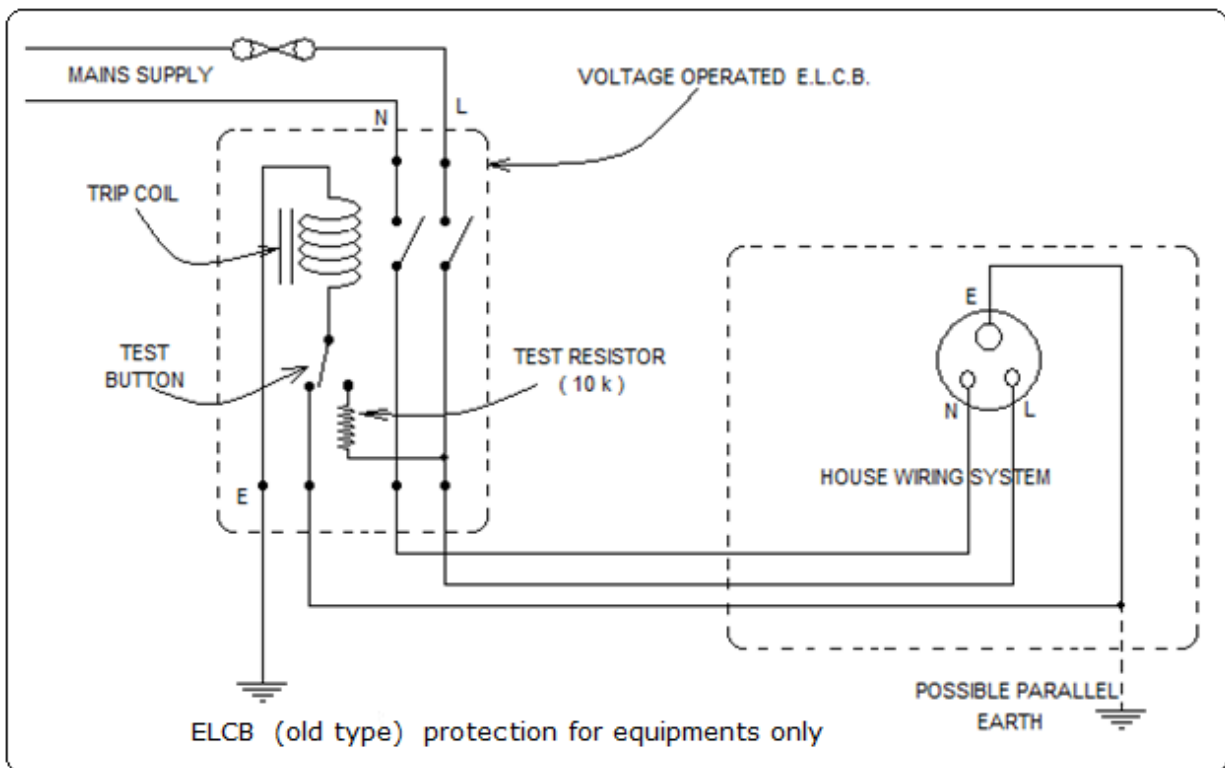 MAINS SUPPLY
VOLTAGE OPERATED E.L.C.B.
N
L
TRIP COIL
E
TEST
BUTTON
TEST RESISTOR
( 10 k )
N
L
HOUSE WIRING SYSTEM
E
POSSIBLE PARALLEL
EARTH
ELCB (old type) protection for equipments only